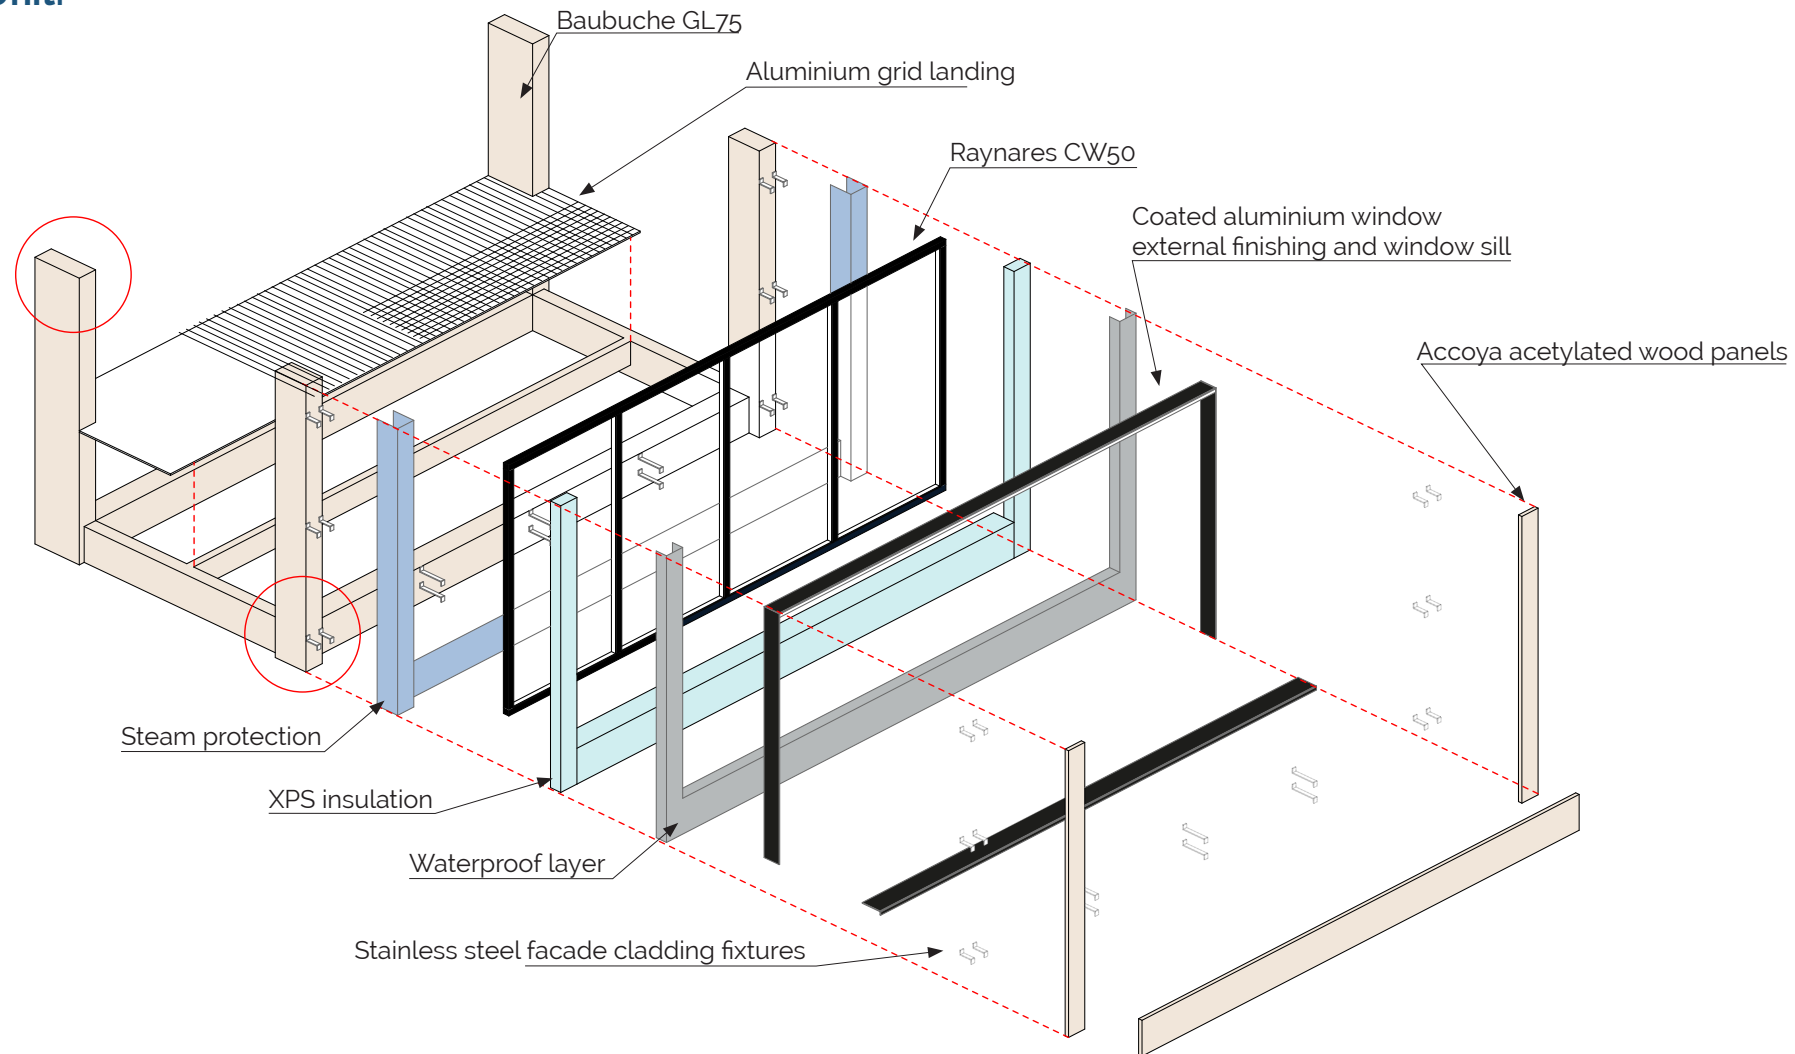 Baubuche GL75
Aluminium grid landing
Raynares CW50
Coated aluminium window
external finishing and window sill
Accoya acetylated wood panels
Steam protection
XPS insulation
Waterproof layer
Stainless steel facade cladding fixtures